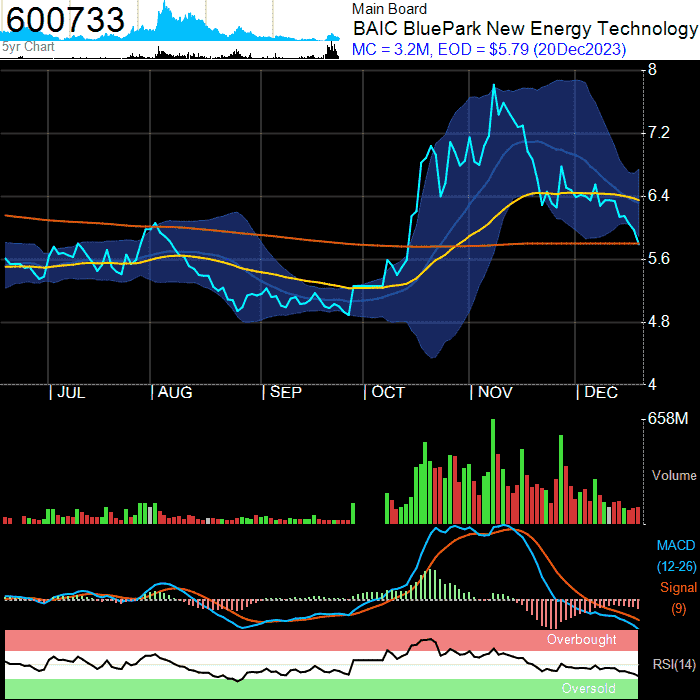 600733
5yr Chart
Main Board
BAIC BluePark New Energy Technology
MC = 3.2M, EOD = $5.79 (20Dec2023)
8
7.2
6.4
5.6
4.8
4
| JUL | AUG | SEP | OCT | NOV | DEC
658M
Volume
MACD
(12-26)
Signal
(9)
Overbought
RSI(14)
Oversold